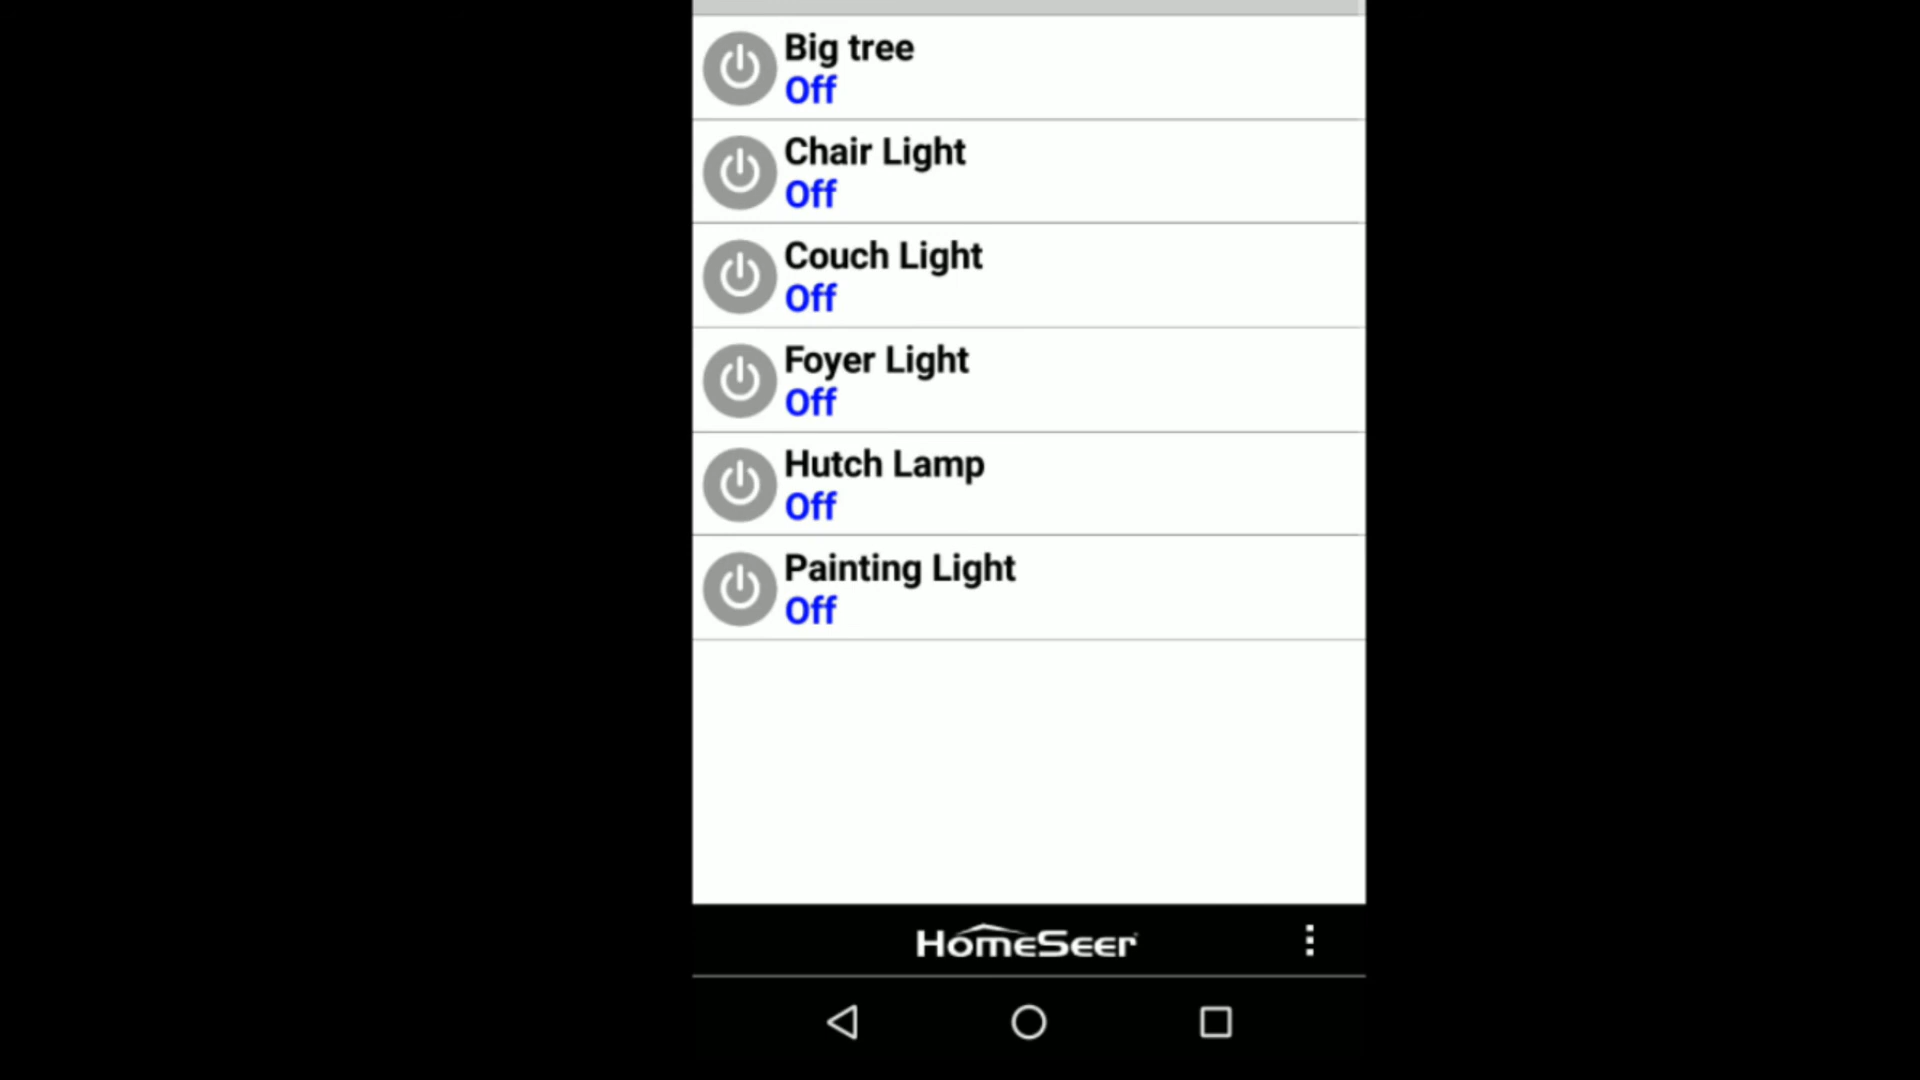 Big tree
Off
Chair Light
Off
Couch Light
Off
Foyer Light
Off
Hutch Lamp
Off
Painting Light
Off
HomeSeer